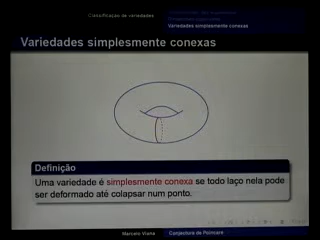 Classificação de variedades
Variedades simplesmente conexas
Variedades simplesmente conexas
Definição
Uma variedade é simplesmente conexa se todo laço nela pode
ser deformado até colapsar num ponto.
Marcelo Viana
Conjectura de Poincaré